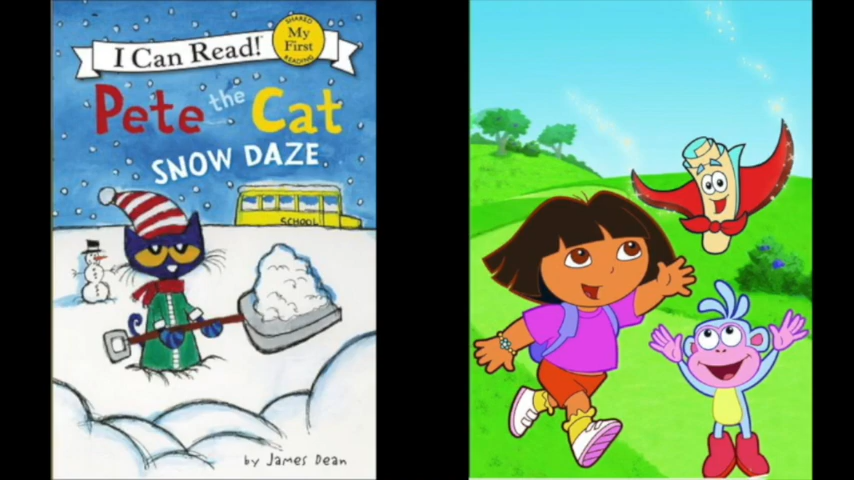 I Can Read!
SHARED
My
First
READING
Pete the Cat
SNOW DAZE
SCHOOL
by James Dean